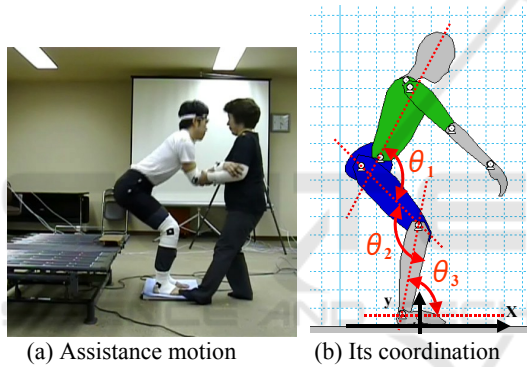 θ1
θ2
θ3
y
x
(a) Assistance motion
(b) Its coordination